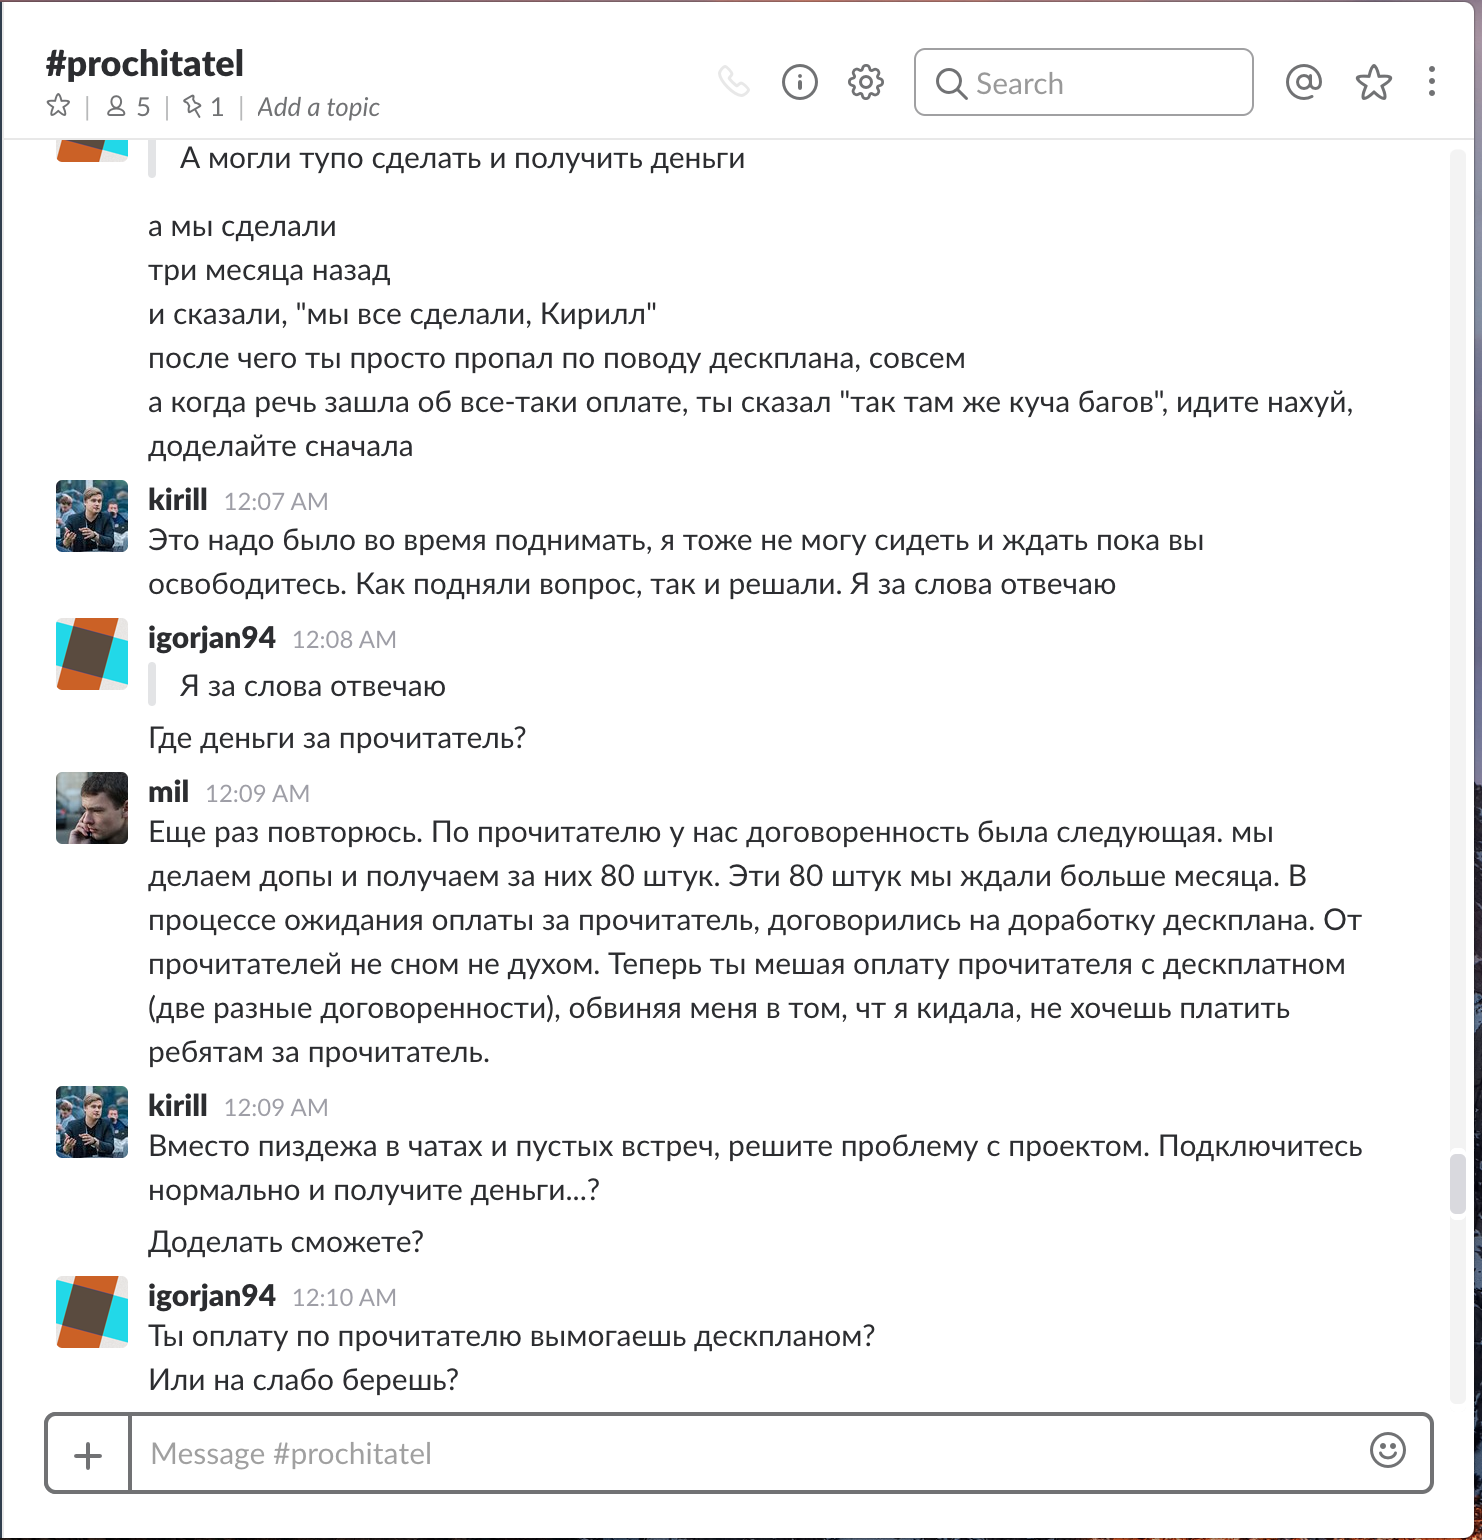 #prochitatel
5 1 Add a topic
Search
А могли тупо сделать и получить деньги
а мы сделали
три месяца назад
и сказали, "мы все сделали, Кирилл"
после чего ты просто пропал по поводу дескплана, совсем
а когда речь зашла об все-таки оплате, ты сказал "так там же куча багов", идите нахуй,
доделайте сначала
kirill 12:07 AM
Это надо было во время поднимать, я тоже не могу сидеть и ждать пока вы
освободитесь. Как подняли вопрос, так и решали. Я за слова отвечаю
igorjan94 12:08 AM
Я за слова отвечаю
Где деньги за прочитатель?
mil 12:09 AM
Еще раз повторюсь. По прочитателю у нас договоренность была следующая. мы
делаем допы и получаем за них 80 штук. Эти 80 штук мы ждали больше месяца. В
процессе ожидания оплаты за прочитатель, договорились на доработку дескплана. От
прочитателей не сном не духом. Теперь ты мешая оплату прочитателя с дескплатном
(две разные договоренности), обвиняя меня в том, чт я кидала, не хочешь платить
ребятам за прочитатель.
kirill 12:09 AM
Вместо пиздежа в чатах и пустых встреч, решите проблему с проектом. Подключитесь
нормально и получите деньги...?
Доделать сможете?
igorjan94 12:10 AM
Ты оплату по прочитателю вымогаешь дескпланом?
Или на слабо берешь?
Message #prochitatel